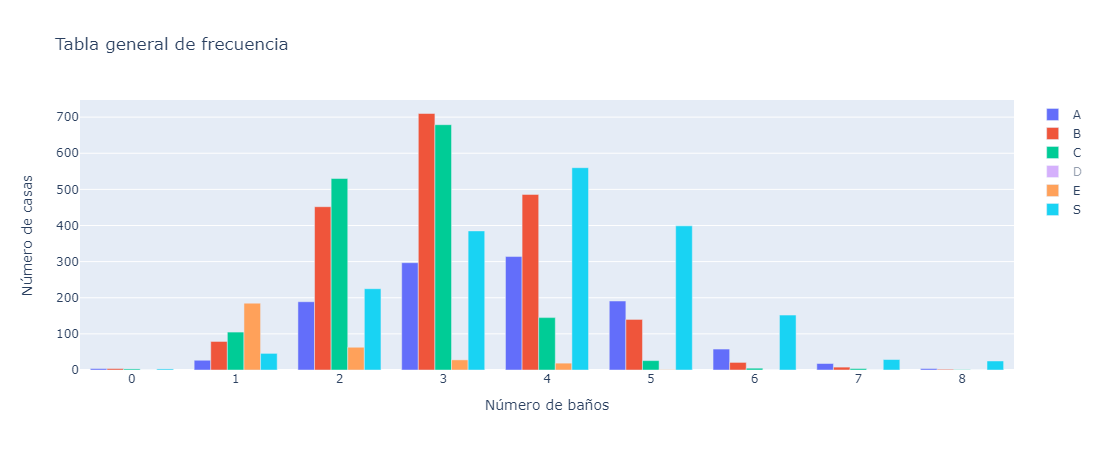 Tabla general de frecuencia
700
600
500
400
300
200
100
0
Número de casas
0 1 2 3 4 5 6 7 8
Número de baños
A
B
C
D
E
S